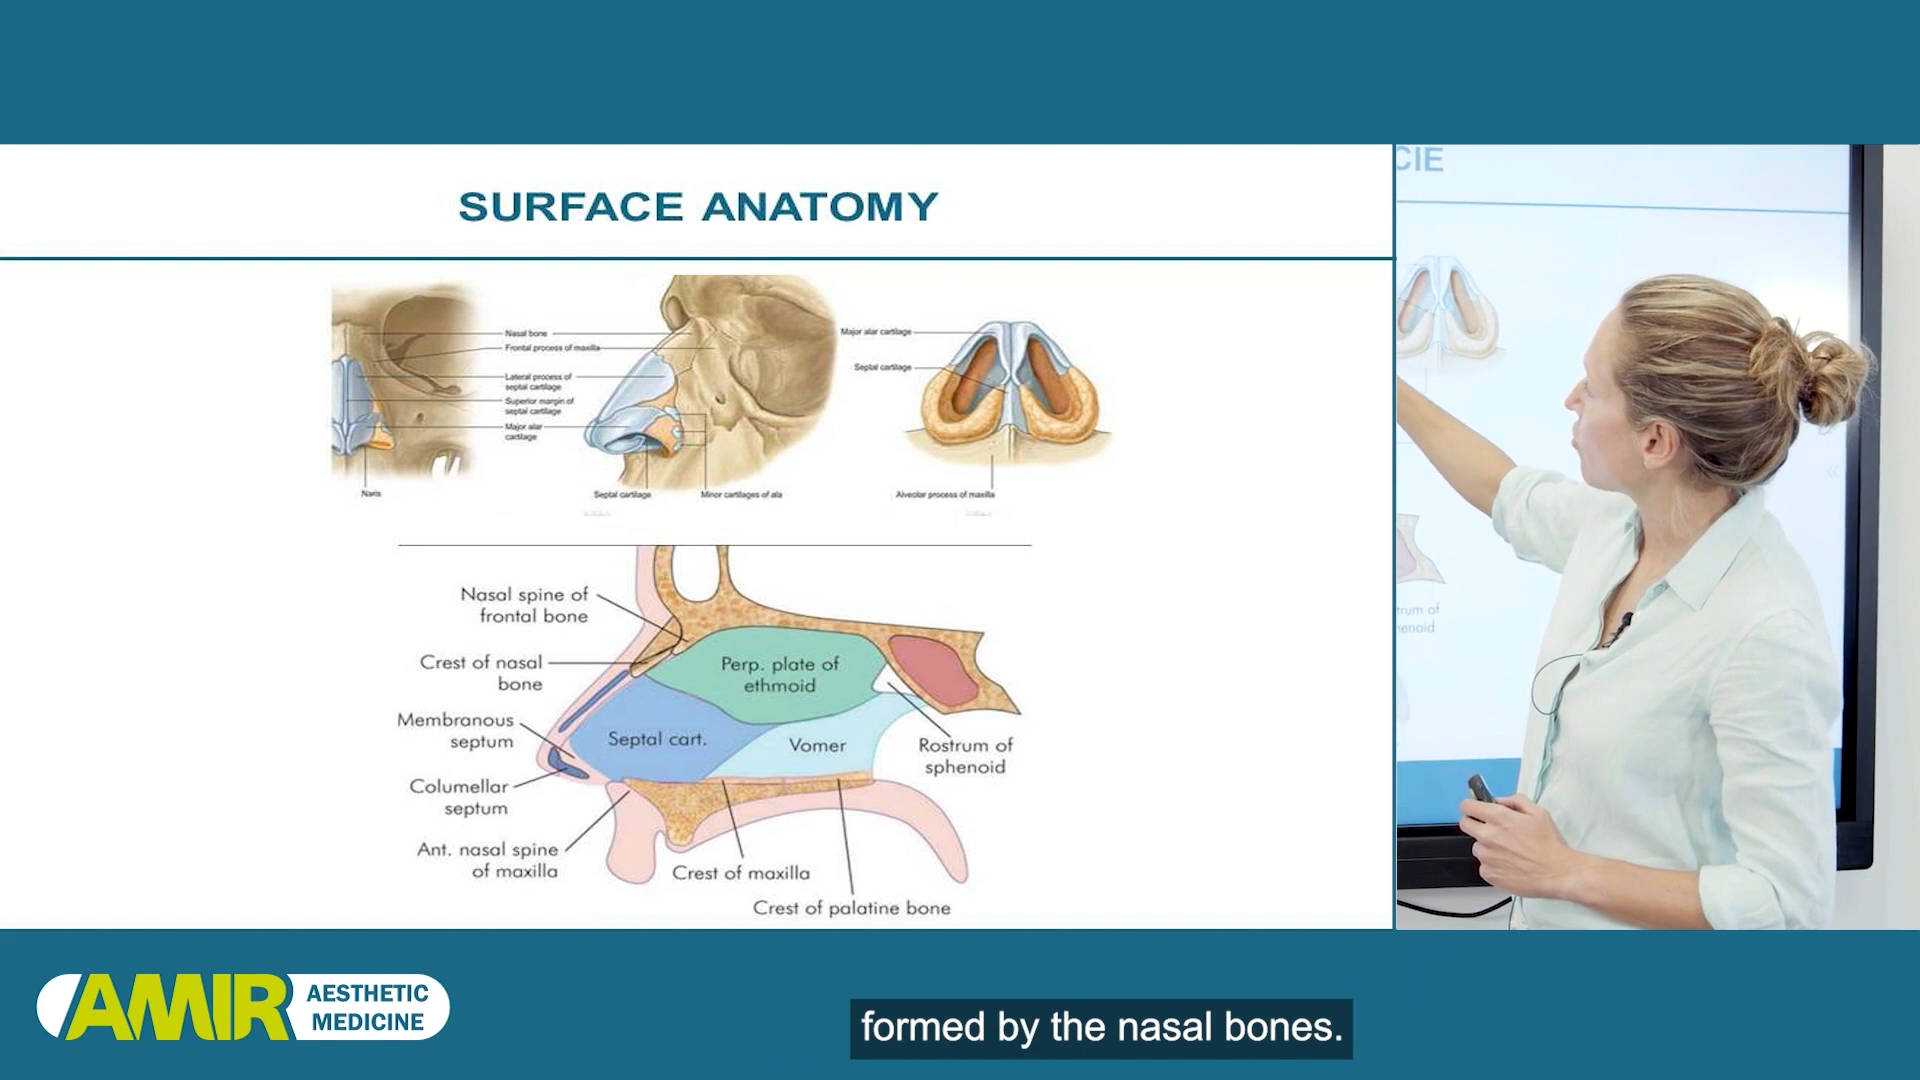 SURFACE ANATOMY
Nasal bone
Frontal process of maxilla
Lateral process of
septal cartilage
Superior margin of
septal cartilage
Major alar
cartilage
Naris
Septal cartilage
Minor cartilages of ala
Major alar cartilage
Septal cartilage
Alveolar process of maxilla
Nasal spine of
frontal bone
Crest of nasal
bone
Membranous
septum
Columellar
septum
Ant. nasal spine
of maxilla
Perp. plate of
ethmoid
Septal cart.
Vomer
Rostrum of
sphenoid
Crest of maxilla
Crest of palatine bone
CIE
trum of
enoid
AMIR
AESTHETIC
MEDICINE
formed by the nasal bones.